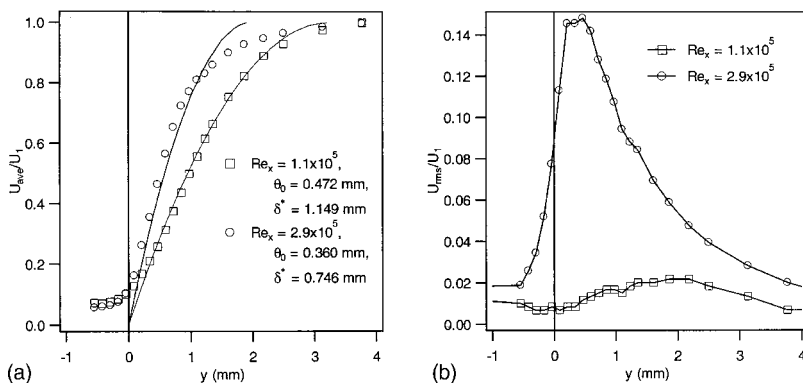 1.0
0.8
0.6
0.4
0.2
0.0
U_ave/U_1
□ Re_x = 1.1x10^5,
θ_0 = 0.472 mm,
δ* = 1.149 mm
○ Re_x = 2.9x10^5,
θ_0 = 0.360 mm,
δ* = 0.746 mm
-1 0 1 2 3 4
y (mm)
(a)
0.14
0.12
0.10
0.08
0.06
0.04
0.02
0.00
U_rms/U_1
Re_x = 1.1x10^5
Re_x = 2.9x10^5
-1 0 1 2 3 4
y (mm)
(b)